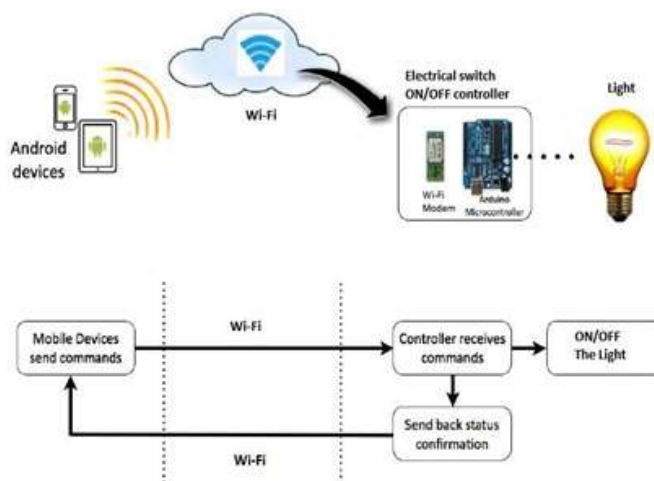 Wi-Fi
Android
devices
Electrical switch
ON/OFF controller
Wi-Fi
Modem
Arduino
Microcontroller
Light
Mobile Devices
send commands
Wi-Fi
Controller receives
commands
ON/OFF
The Light
Send back status
confirmation
Wi-Fi